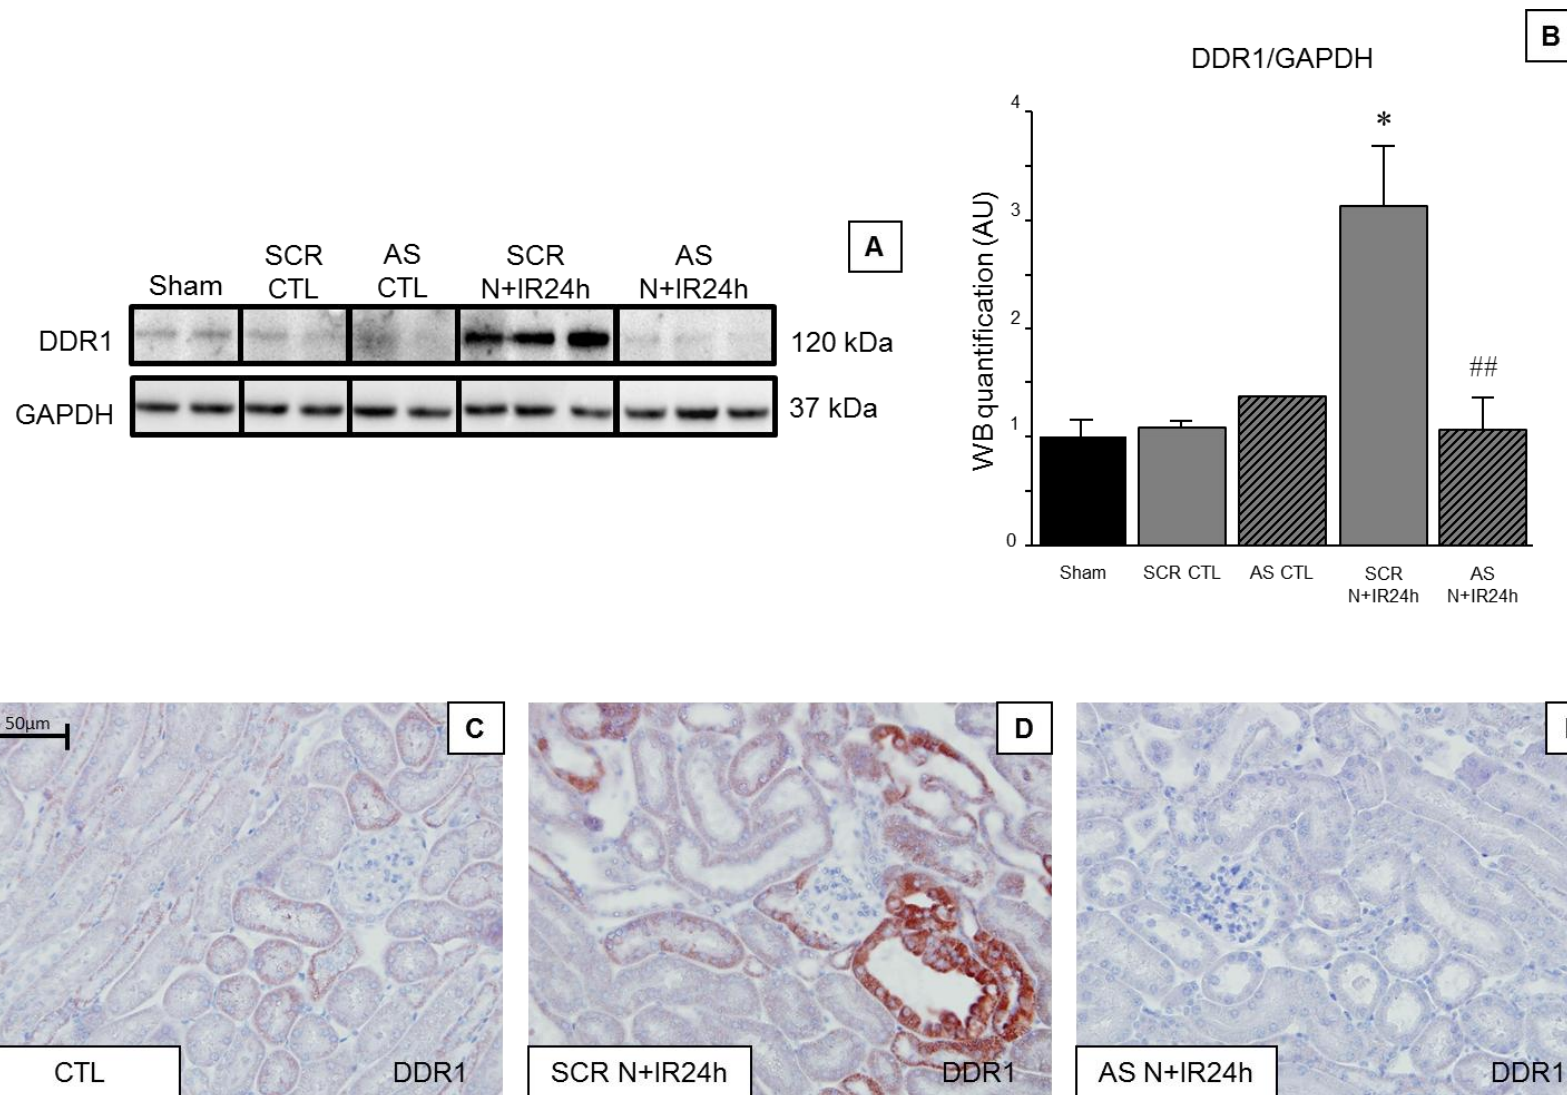 A
SCR
CTL
AS
CTL
SCR
N+IR24h
AS
N+IR24h
Sham
DDR1
120 kDa
GAPDH
37 kDa
B
DDR1/GAPDH
WB quantification (AU)
4
3
2
1
0
*
##
Sham
SCR CTL
AS CTL
SCR
N+IR24h
AS
N+IR24h
50µm
C
CTL
DDR1
D
SCR N+IR24h
DDR1
AS N+IR24h
DDR1